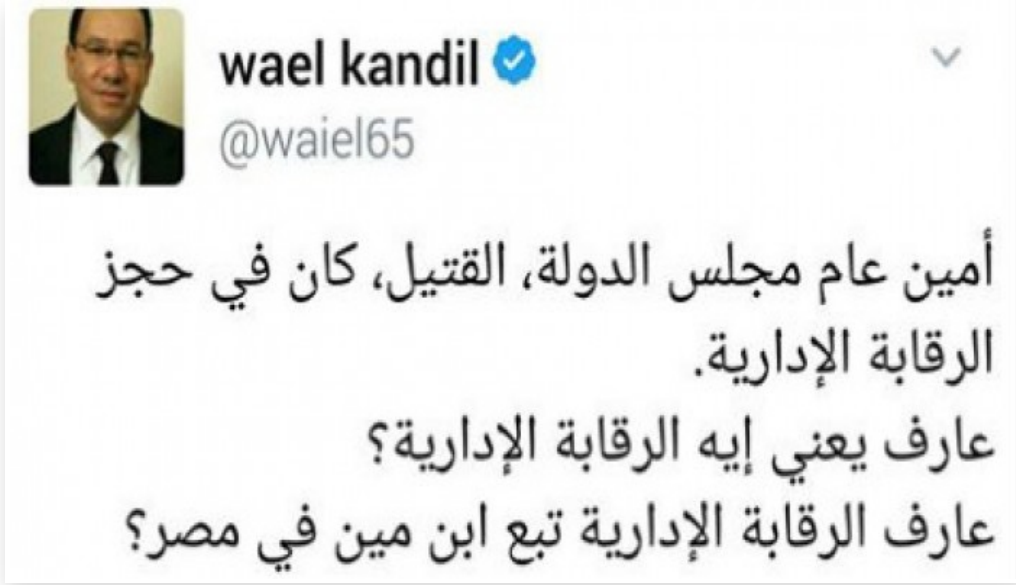 wael kandil
@waiel65
أمين عام مجلس الدولة، القتيل، كان في حجز
الرقابة الإدارية.
عارف يعني إيه الرقابة الإدارية؟
عارف الرقابة الإدارية تبع ابن مين في مصر؟